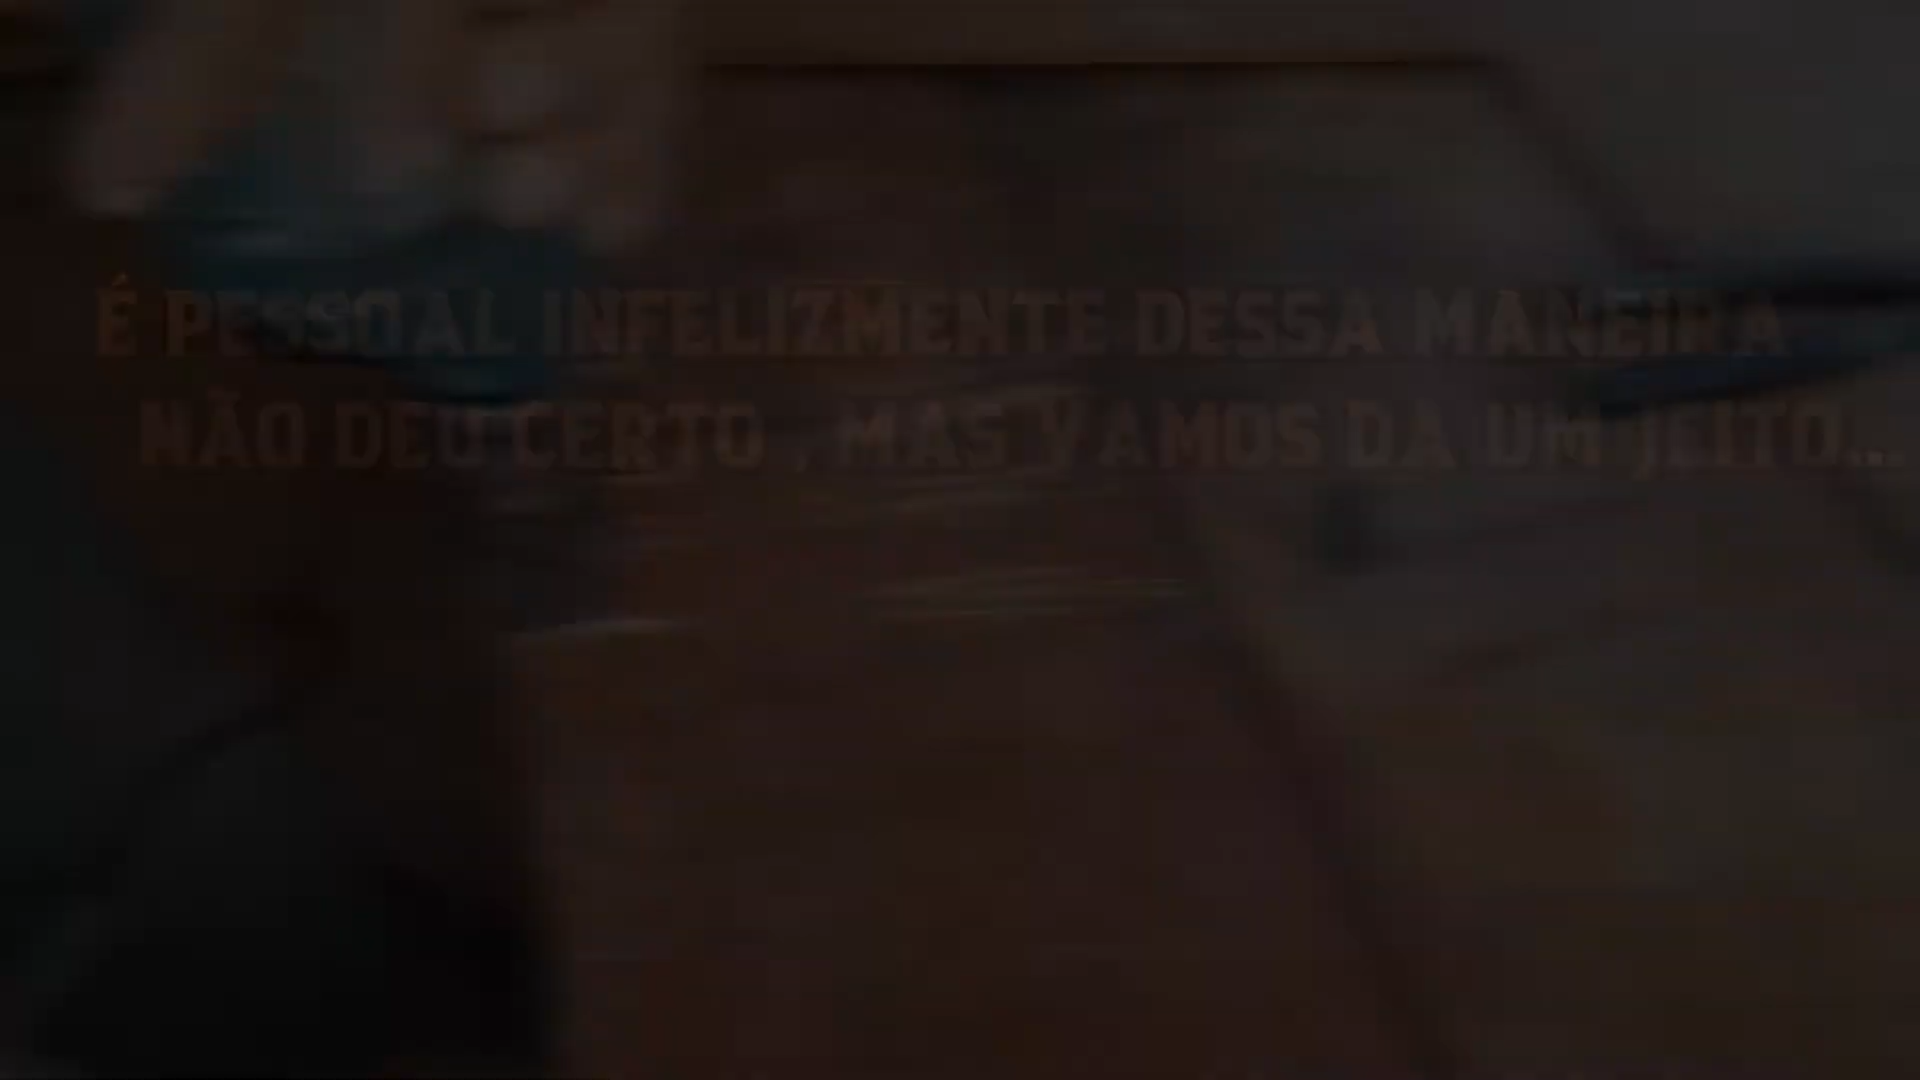 É PESSOAL INFELIZMENTE DESSA MANEIRA
NÃO DEU CERTO , MAS VAMOS DA UM JEITO...